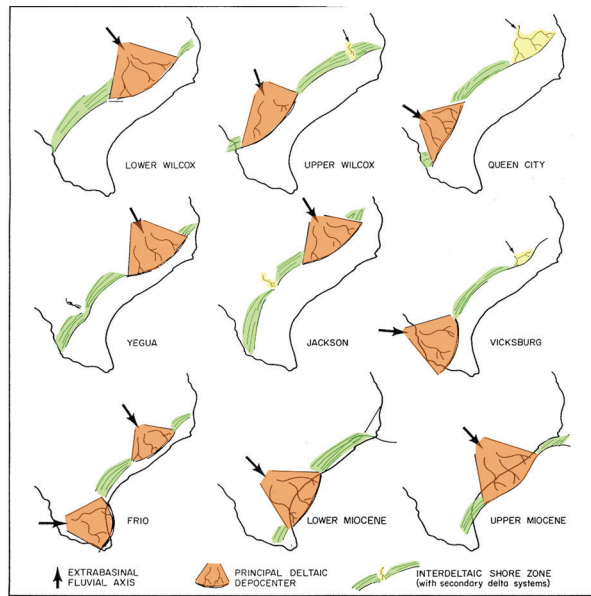 LOWER WILCOX
UPPER WILCOX
QUEEN CITY
YEGUA
JACKSON
VICKSBURG
FRIO
LOWER MIOCENE
UPPER MIOCENE
EXTRABASINAL
FLUVIAL AXIS
PRINCIPAL DELTAIC
DEPOCENTER
INTERDELTAIC SHORE ZONE
(with secondary delta systems)